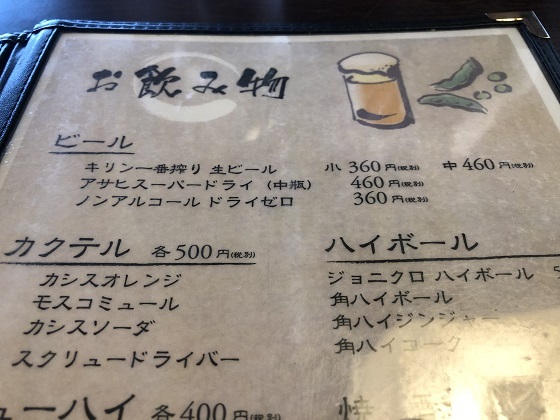 お飲み物
ビール
キリン一番搾り 生ビール 小 360円(税別) 中 460円(税別)
アサヒスーパードライ (中瓶) 460円(税別)
ノンアルコール ドライゼロ 360円(税別)
カクテル 各500円(税別)
カシスオレンジ
モスコミュール
カシスソーダ
スクリュードライバー
ューハイ 各400円(税別)
ハイボール
ジョニクロ ハイボール 5
角ハイボール
角ハイジンジャー
角ハイコーク
焼